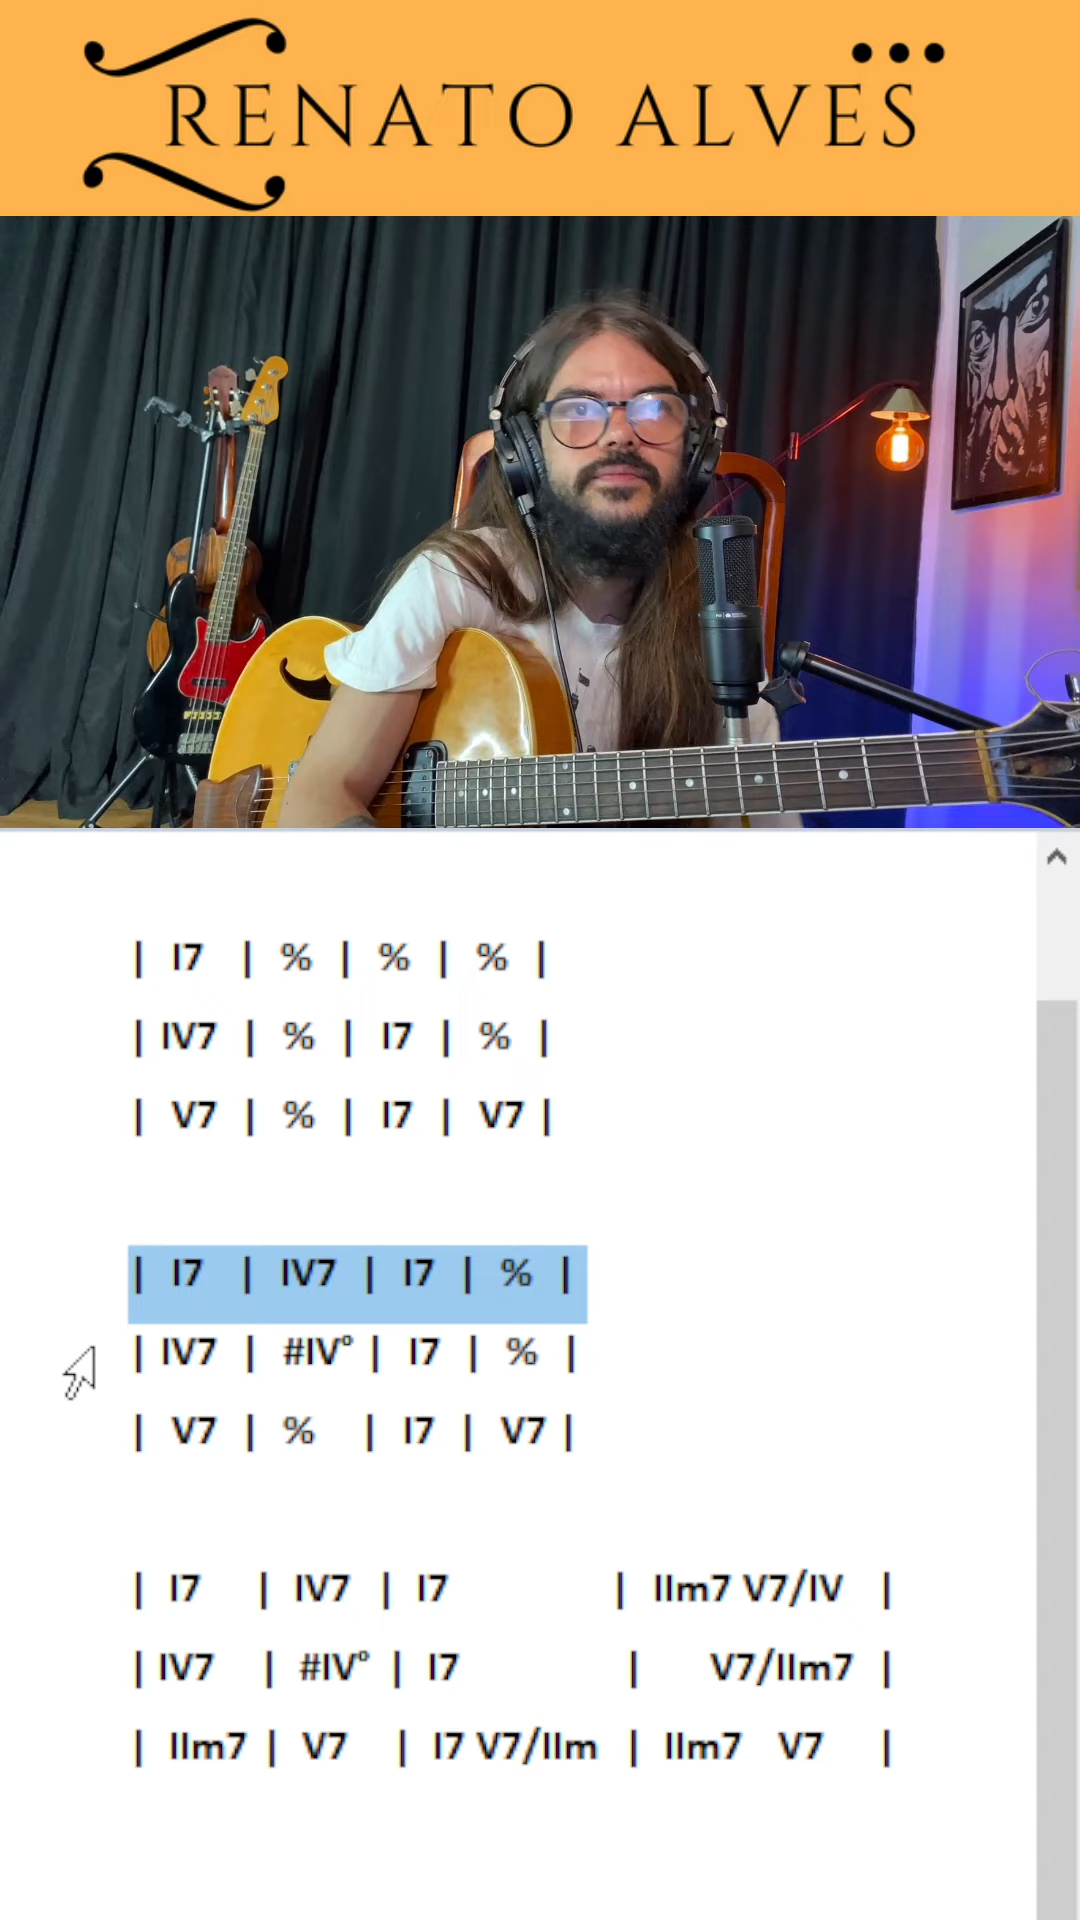 RENATO ALVES
| I7 | % | % | % |
| IV7 | % | I7 | % |
| V7 | % | I7 | V7 |
| I7 | IV7 | I7 | % |
| IV7 | #IV° | I7 | % |
| V7 | % | I7 | V7 |
| I7 | IV7 | I7 | IIm7 V7/IV |
| IV7 | #IV° | I7 | V7/IIm7 |
| IIm7 | V7 | I7 V7/IIm | IIm7 V7 |